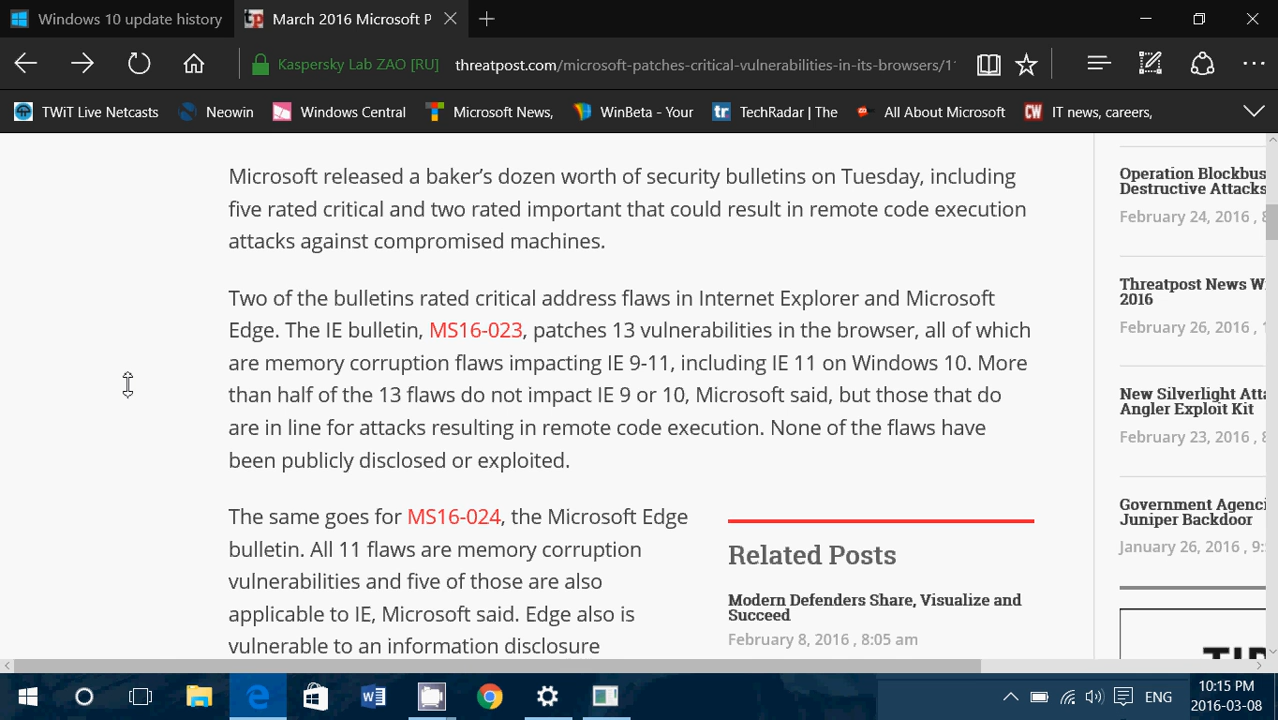 Windows 10 update history
March 2016 Microsoft P
Kaspersky Lab ZAO [RU]
threatpost.com/microsoft-patches-critical-vulnerabilities-in-its-browsers/1
TWiT Live Netcasts
Neowin
Windows Central
Microsoft News,
WinBeta - Your
TechRadar | The
All About Microsoft
IT news, careers,
Microsoft released a baker's dozen worth of security bulletins on Tuesday, including
five rated critical and two rated important that could result in remote code execution
attacks against compromised machines.
Two of the bulletins rated critical address flaws in Internet Explorer and Microsoft
Edge. The IE bulletin, MS16-023, patches 13 vulnerabilities in the browser, all of which
are memory corruption flaws impacting IE 9-11, including IE 11 on Windows 10. More
than half of the 13 flaws do not impact IE 9 or 10, Microsoft said, but those that do
are in line for attacks resulting in remote code execution. None of the flaws have
been publicly disclosed or exploited.
The same goes for MS16-024, the Microsoft Edge
bulletin. All 11 flaws are memory corruption
vulnerabilities and five of those are also
applicable to IE, Microsoft said. Edge also is
vulnerable to an information disclosure
Related Posts
Modern Defenders Share, Visualize and
Succeed
February 8, 2016 , 8:05 am
Operation Blockbus
Destructive Attacks
February 24, 2016 , 8
Threatpost News W
2016
February 26, 2016 , 1
New Silverlight Atta
Angler Exploit Kit
February 23, 2016 , 8
Government Agenci
Juniper Backdoor
January 26, 2016 , 9:
ENG
10:15 PM
2016-03-08